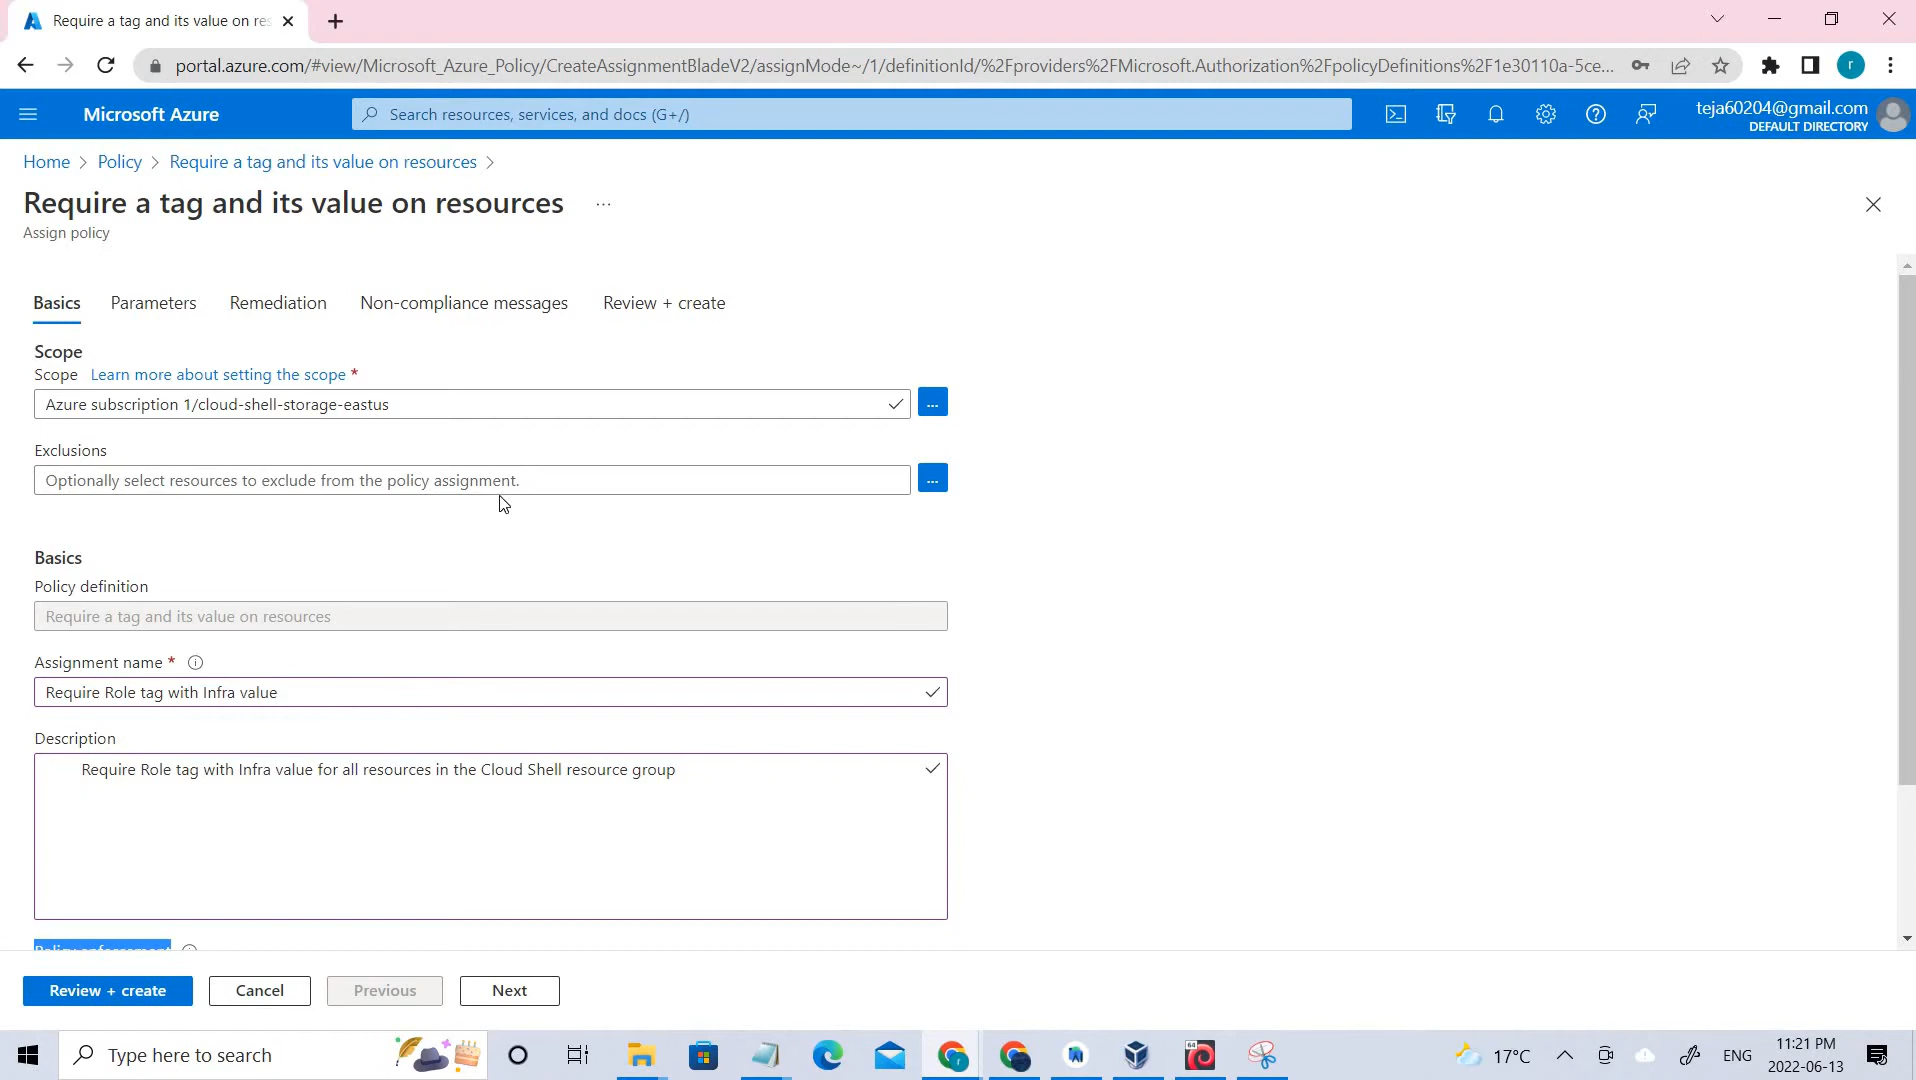 Require a tag and its value on res
portal.azure.com/#view/Microsoft_Azure_Policy/CreateAssignmentBladeV2/assignMode~/1/definitionId/%2Fproviders%2FMicrosoft.Authorization%2FpolicyDefinitions%2F1e30110a-5ce...
r
Microsoft Azure
Search resources, services, and docs (G+/)
teja60204@gmail.com
DEFAULT DIRECTORY
Home > Policy > Require a tag and its value on resources >
Require a tag and its value on resources ...
Assign policy
Basics Parameters Remediation Non-compliance messages Review + create
Scope
Scope Learn more about setting the scope *
Azure subscription 1/cloud-shell-storage-eastus
...
Exclusions
Optionally select resources to exclude from the policy assignment.
...
Basics
Policy definition
Require a tag and its value on resources
Assignment name *
Require Role tag with Infra value
Description
Require Role tag with Infra value for all resources in the Cloud Shell resource group
Policy enforcement
Review + create Cancel Previous Next
Type here to search
64
r
17°C
ENG
11:21 PM
2022-06-13